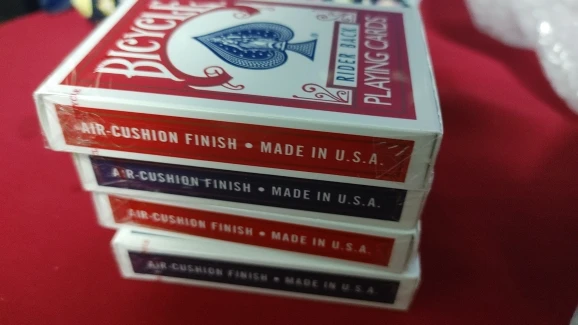 BICYCLE
RIDER BACK
PLAYING CARDS
AIR-CUSHION FINISH • MADE IN U.S.A.
AIR-CUSHION FINISH • MADE IN U.S.A.
AIR-CUSHION FINISH • MADE IN U.S.A.
AIR-CUSHION FINISH • MADE IN U.S.A.